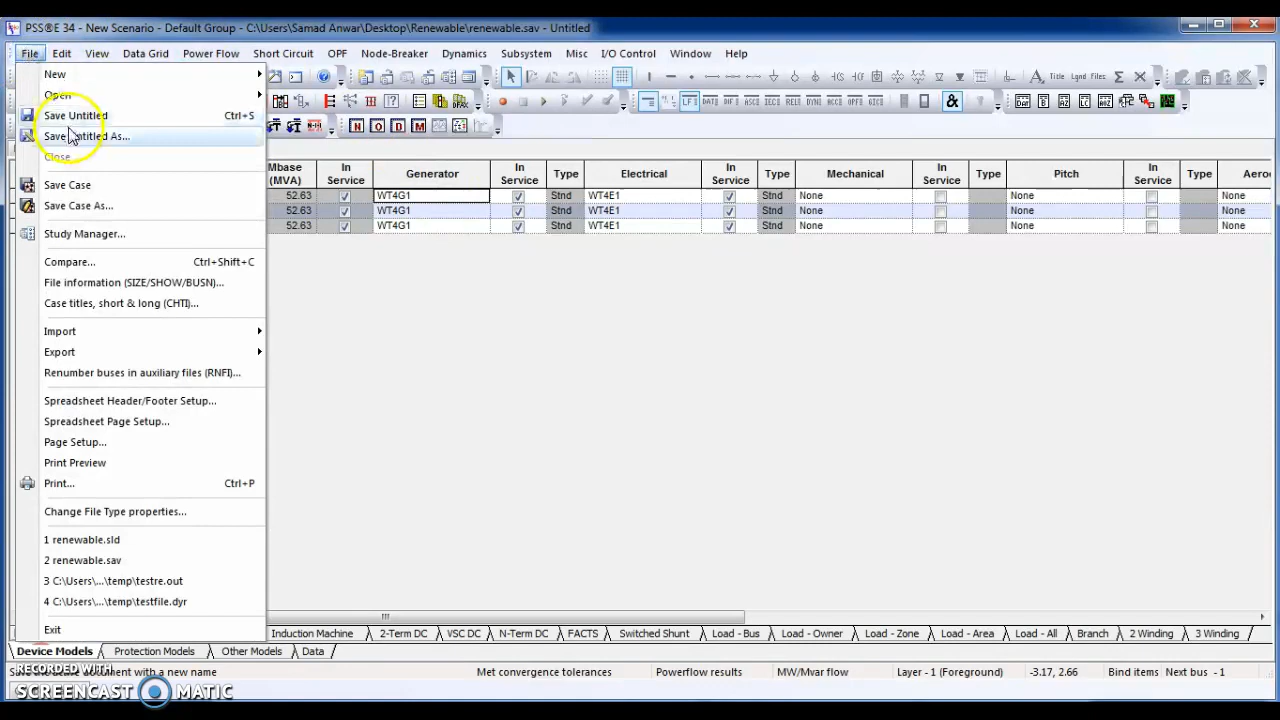 PSS®E 34 - New Scenario - Default Group - C:\Users\Samad Anwar\Desktop\Renewable\renewable.sav - Untitled
File Edit View Data Grid Power Flow Short Circuit OPF Node-Breaker Dynamics Subsystem Misc I/O Control Window Help
New
Open
Save Untitled Ctrl+S
Save Untitled As...
Close
Save Case
Save Case As...
Study Manager...
Compare... Ctrl+Shift+C
File information (SIZE/SHOW/BUSN)...
Case titles, short & long (CHTI)...
Import
Export
Renumber buses in auxiliary files (RNFI)...
Spreadsheet Header/Footer Setup...
Spreadsheet Page Setup...
Page Setup...
Print Preview
Print... Ctrl+P
Change File Type properties...
1 renewable.sld
2 renewable.sav
3 C:\Users\...\temp\testre.out
4 C:\Users\...\temp\testfile.dyr
Exit
Title Lgnd Files
Mbase (MVA) In Service Generator In Service Type Electrical In Service Type Mechanical In Service Type Pitch In Service Type Aero
52.63 WT4G1 Stnd WT4E1 Stnd None None None
52.63 WT4G1 Stnd WT4E1 Stnd None None None
52.63 WT4G1 Stnd WT4E1 Stnd None None None
Induction Machine 2-Term DC VSC DC N-Term DC FACTS Switched Shunt Load - Bus Load - Owner Load - Zone Load - Area Load - All Branch 2 Winding 3 Winding
Device Models Protection Models Other Models Data
Met convergence tolerances Powerflow results MW/Mvar flow Layer - 1 (Foreground) -3.17, 2.66 Bind items Next bus - 1
RECORDED WITH
SCREENCAST MATIC